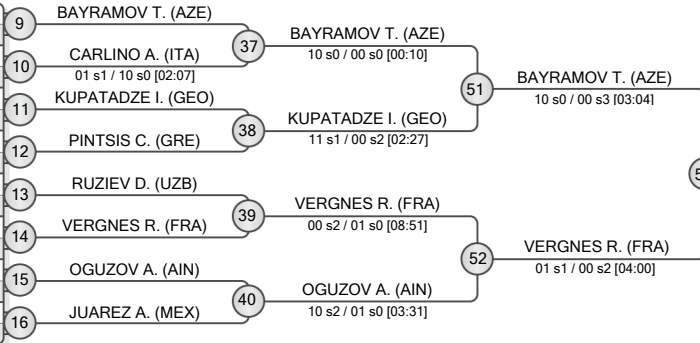 9
BAYRAMOV T. (AZE)
10
CARLINO A. (ITA)
01 s1 / 10 s0 [02:07]
37
BAYRAMOV T. (AZE)
10 s0 / 00 s0 [00:10]
11
KUPATADZE I. (GEO)
12
PINTSIS C. (GRE)
38
KUPATADZE I. (GEO)
11 s1 / 00 s2 [02:27]
51
BAYRAMOV T. (AZE)
10 s0 / 00 s3 [03:04]
13
RUZIEV D. (UZB)
14
VERGNES R. (FRA)
39
VERGNES R. (FRA)
00 s2 / 01 s0 [08:51]
15
OGUZOV A. (AIN)
16
JUAREZ A. (MEX)
40
OGUZOV A. (AIN)
10 s2 / 01 s0 [03:31]
52
VERGNES R. (FRA)
01 s1 / 00 s2 [04:00]